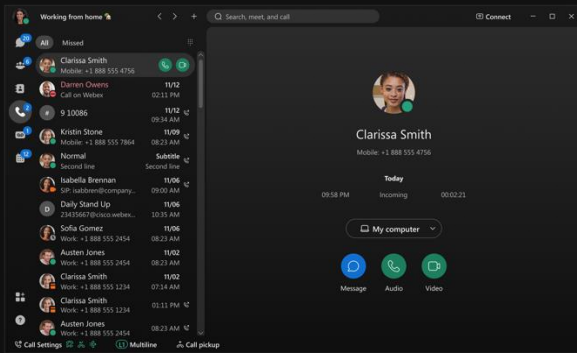 Working from home
Search, meet, and call
Connect
20
All
Missed
Clarissa Smith
Mobile: +1 888 555 4756
6
Darren Owens
11/12
Call on Webex
02:11 PM
2
#
9 10086
11/12
09:34 AM
1
Kristin Stone
11/09
Mobile: +1 888 555 7864
08:23 AM
12
Normal
Subtitle
Second line
Second line
Isabella Brennan
11/06
SIP: isabbren@company...
09:00 AM
D
Daily Stand Up
11/06
23435667@cisco.webex...
10:35 AM
Sofia Gomez
11/06
Work: +1 888 555 2454
08:23 AM
Austen Jones
11/02
Work: +1 888 555 2454
08:23 AM
Clarissa Smith
11/02
Work: +1 888 555 1234
07:14 AM
Clarissa Smith
Work: +1 888 555 1234
01:11 PM
Austen Jones
Work: +1 888 555 2454
08:23 AM
Clarissa Smith
Mobile: +1 888 555 4756
Today
09:58 PM
Incoming
00:02:21
My computer
Message
Audio
Video
?
Call Settings
L1
Multiline
Call pickup